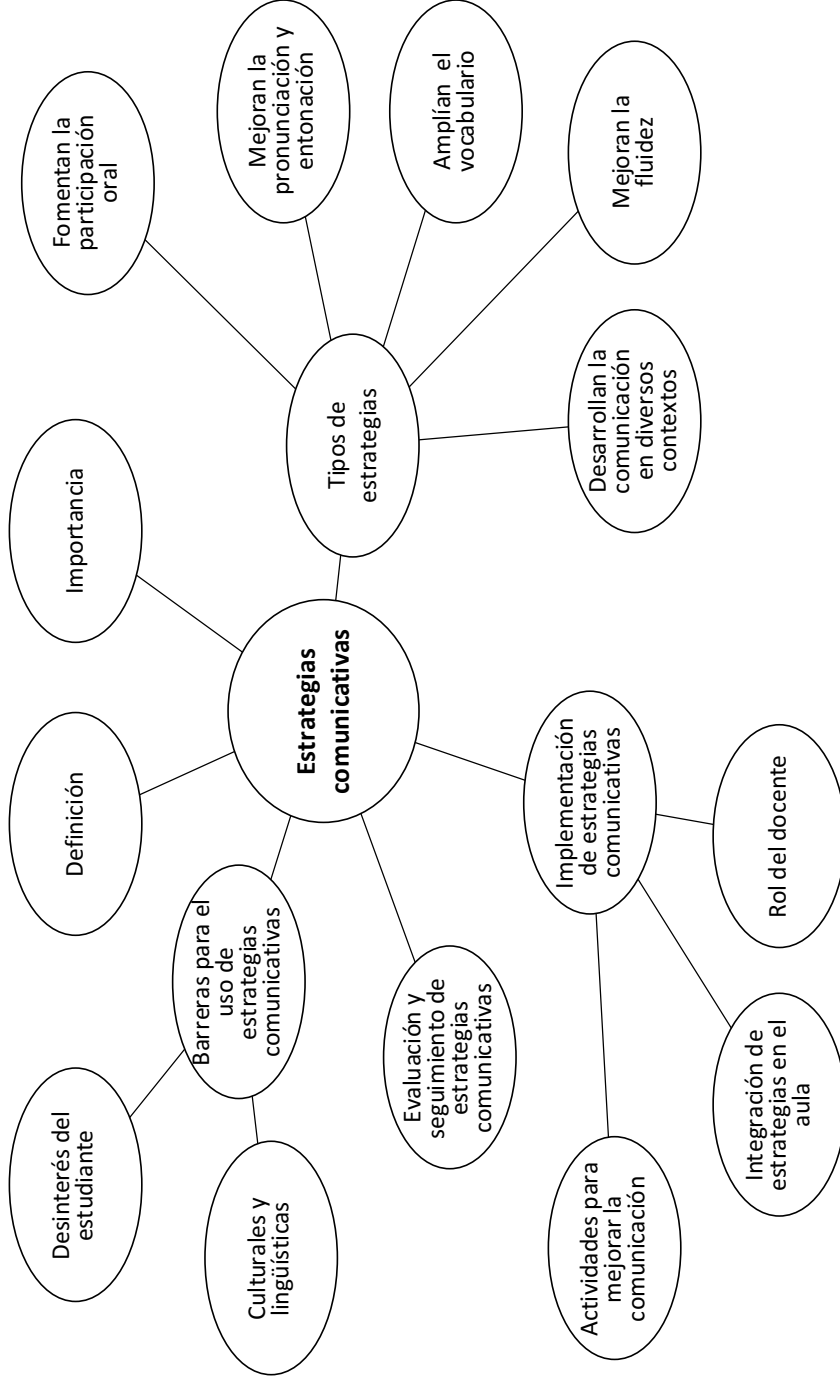 Desinterés del
estudiante
Culturales y
lingüísticas
Barreras para el
uso de
estrategias
comunicativas
Definición
Importancia
Estrategias
comunicativas
Evaluación y
seguimiento de
estrategias
comunicativas
Tipos de
estrategias
Fomentan la
participación
oral
Mejoran la
pronunciación y
entonación
Amplían el
vocabulario
Mejoran la
fluidez
Desarrollan la
comunicación
en diversos
contextos
Implementación
de estrategias
comunicativas
Actividades para
mejorar la
comunicación
Integración de
estrategias en el
aula
Rol del docente